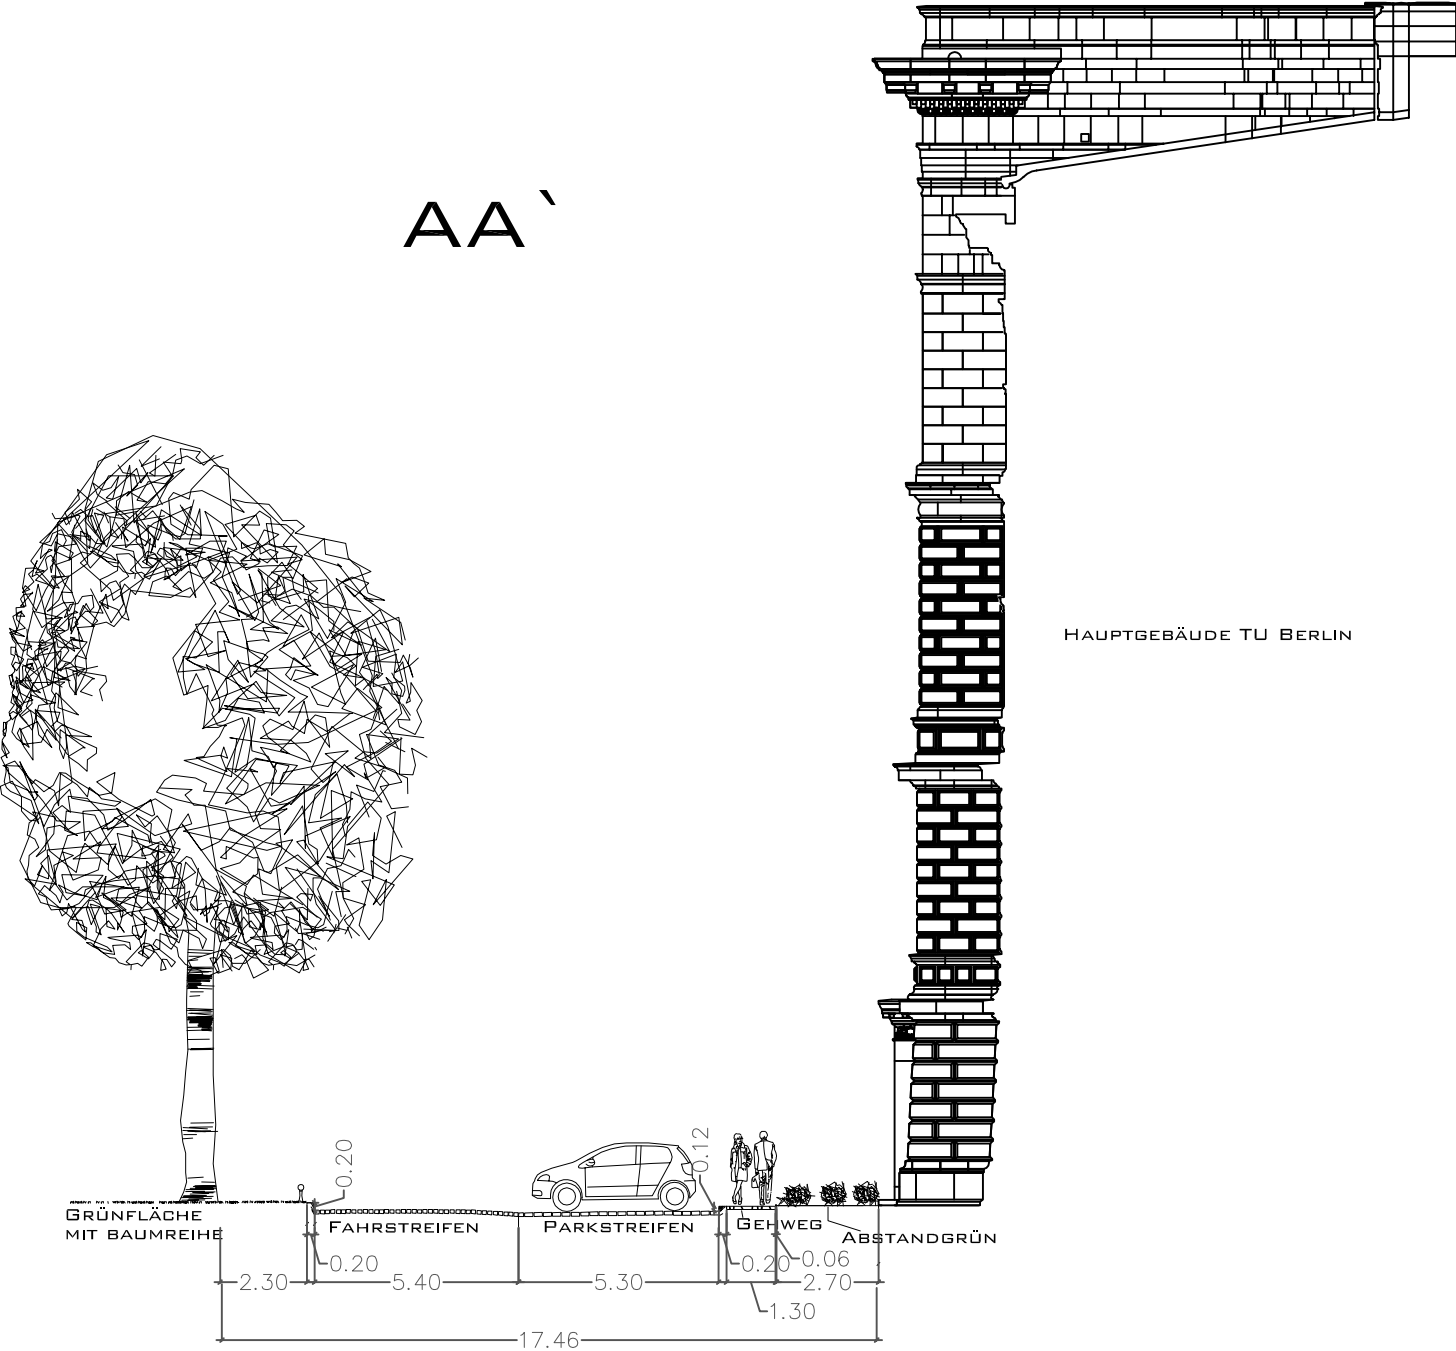 AA`
HAUPTGEBÄUDE TU BERLIN
0.20
0.12
GRÜNFLÄCHE
MIT BAUMREIHE
FAHRSTREIFEN
PARKSTREIFEN
GEHWEG
ABSTANDGRÜN
0.20
0.20
0.06
2.30
5.40
5.30
2.70
1.30
17.46